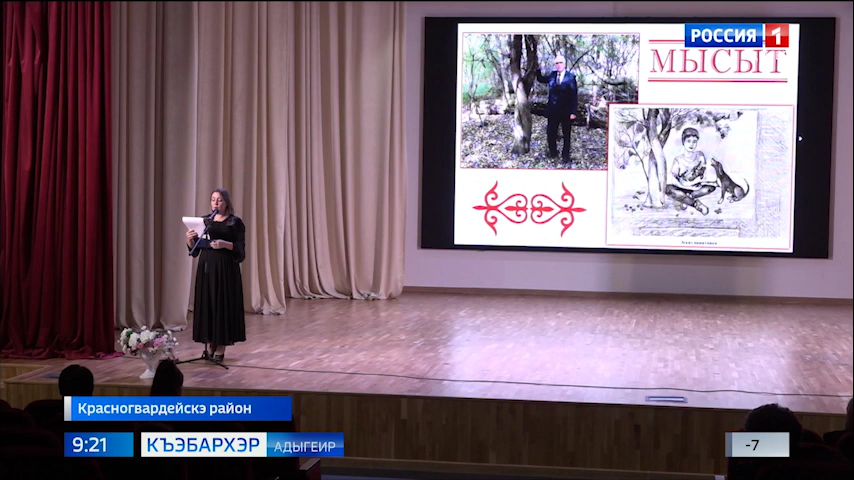 РОССИЯ 1
МЫСЫТ
Красногвардейскэ район
9:21
КЪЭБАРХЭР
АДЫГЕИР
-7